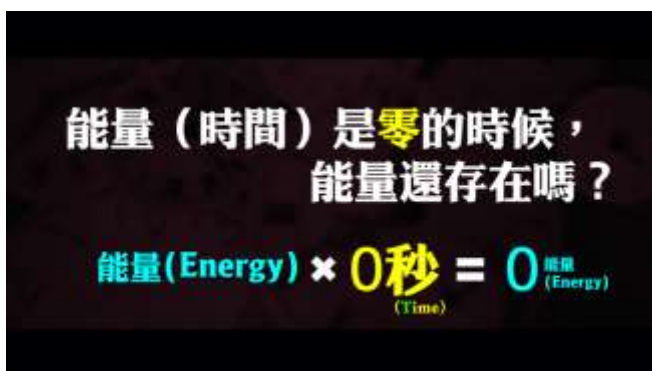 能量（時間）是零的時候，
能量還存在嗎？
能量(Energy) × 0秒 = 0 能量
(Time)
(Energy)